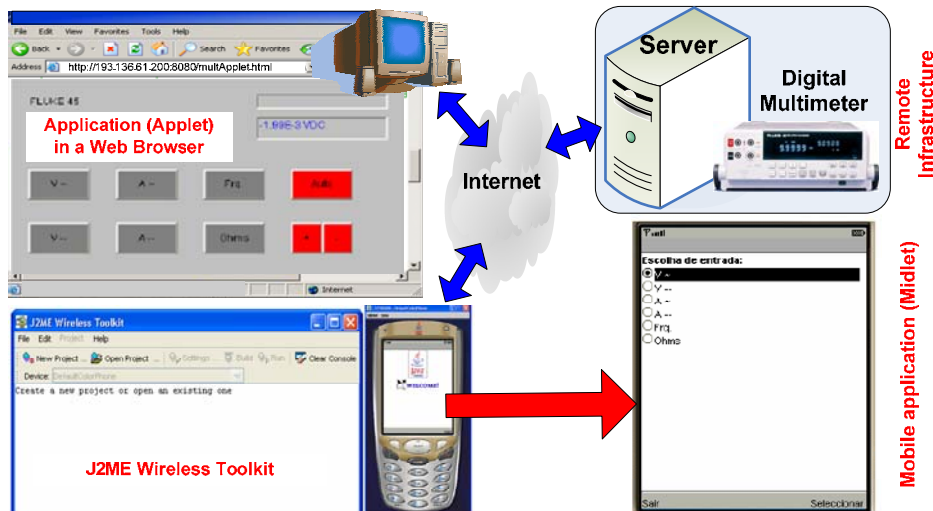 File Edit View Favorites Tools Help
Back Search Favorites
Address http://193.136.61.200:8080/multApplet.html
FLUKE 45
-1.99E-3 VDC
Application (Applet)
in a Web Browser
V -- A -- Frq. Auto
V -- A -- Ohms + -
Internet
Internet
Server
Digital
Multimeter
Remote
Infrastructure
J2ME Wireless Toolkit
File Edit Project Help
New Project ... Open Project ... Settings ... Build Run Clear Console
Device: DefaultColorPhone
Create a new project or open an existing one
J2ME Wireless Toolkit
Escolha de entrada:
V --
V --
A --
A --
Frq.
Ohms
Sair Seleccionar
Mobile application (Midlet)